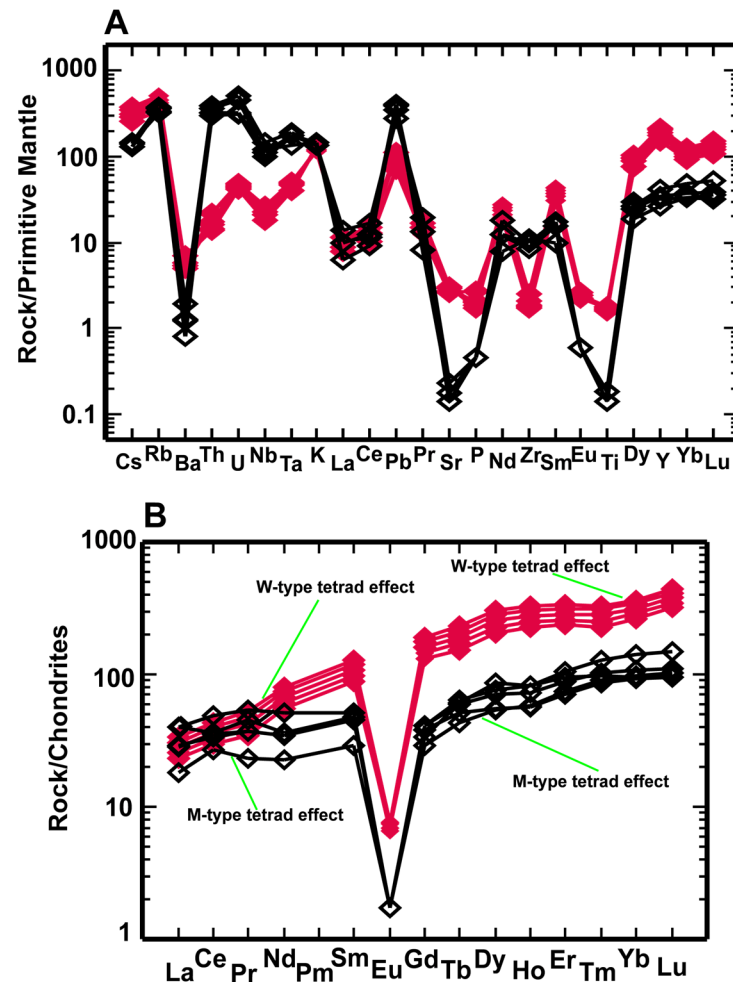 A
Rock/Primitive Mantle
1000
100
10
1
0.1
Cs Rb Ba Th U Nb Ta K La Ce Pb Pr Sr P Nd Zr Sm Eu Ti Dy Y Yb Lu
B
Rock/Chondrites
1000
100
10
1
W-type tetrad effect
W-type tetrad effect
M-type tetrad effect
M-type tetrad effect
La Ce Pr Nd Pm Sm Eu Gd Tb Dy Ho Er Tm Yb Lu